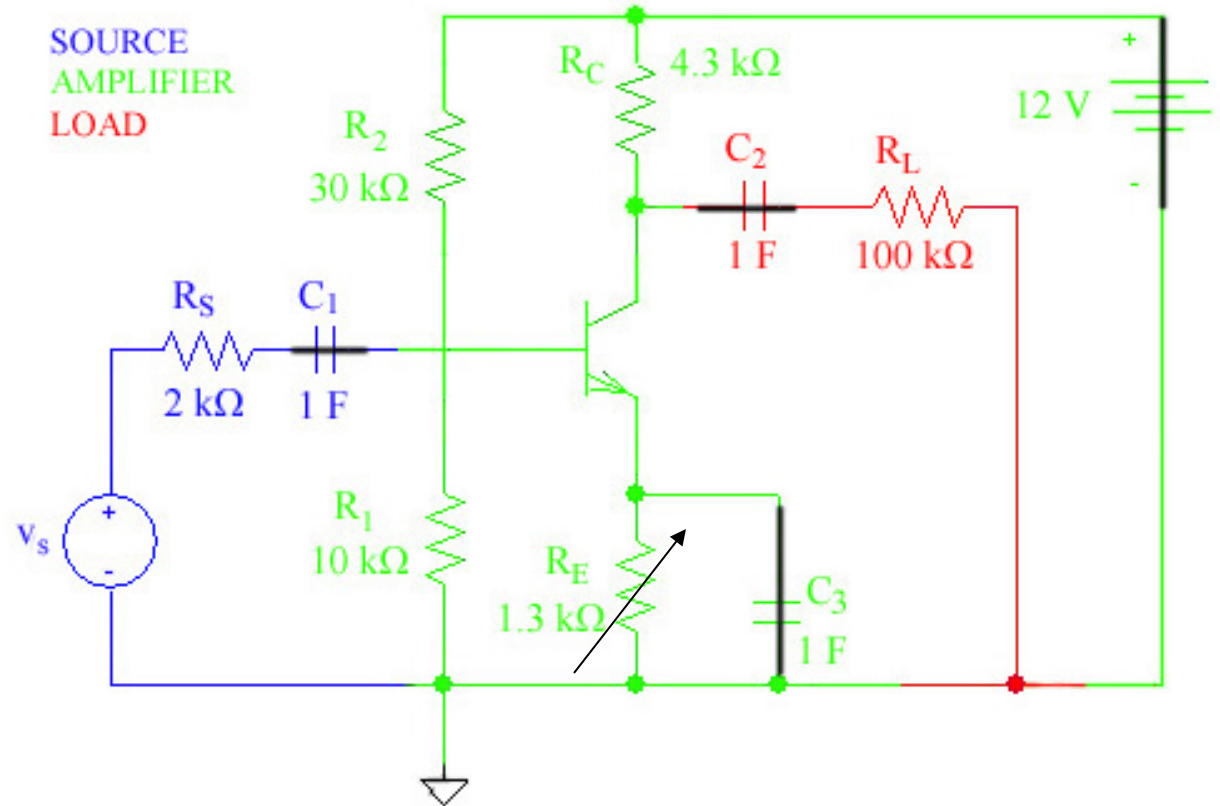 SOURCE
AMPLIFIER
LOAD
R2
30 kΩ
RC
4.3 kΩ
+
12 V
-
C2
1 F
RL
100 kΩ
RS
2 kΩ
C1
1 F
vs
+
-
R1
10 kΩ
RE
1.3 kΩ
C3
1 F